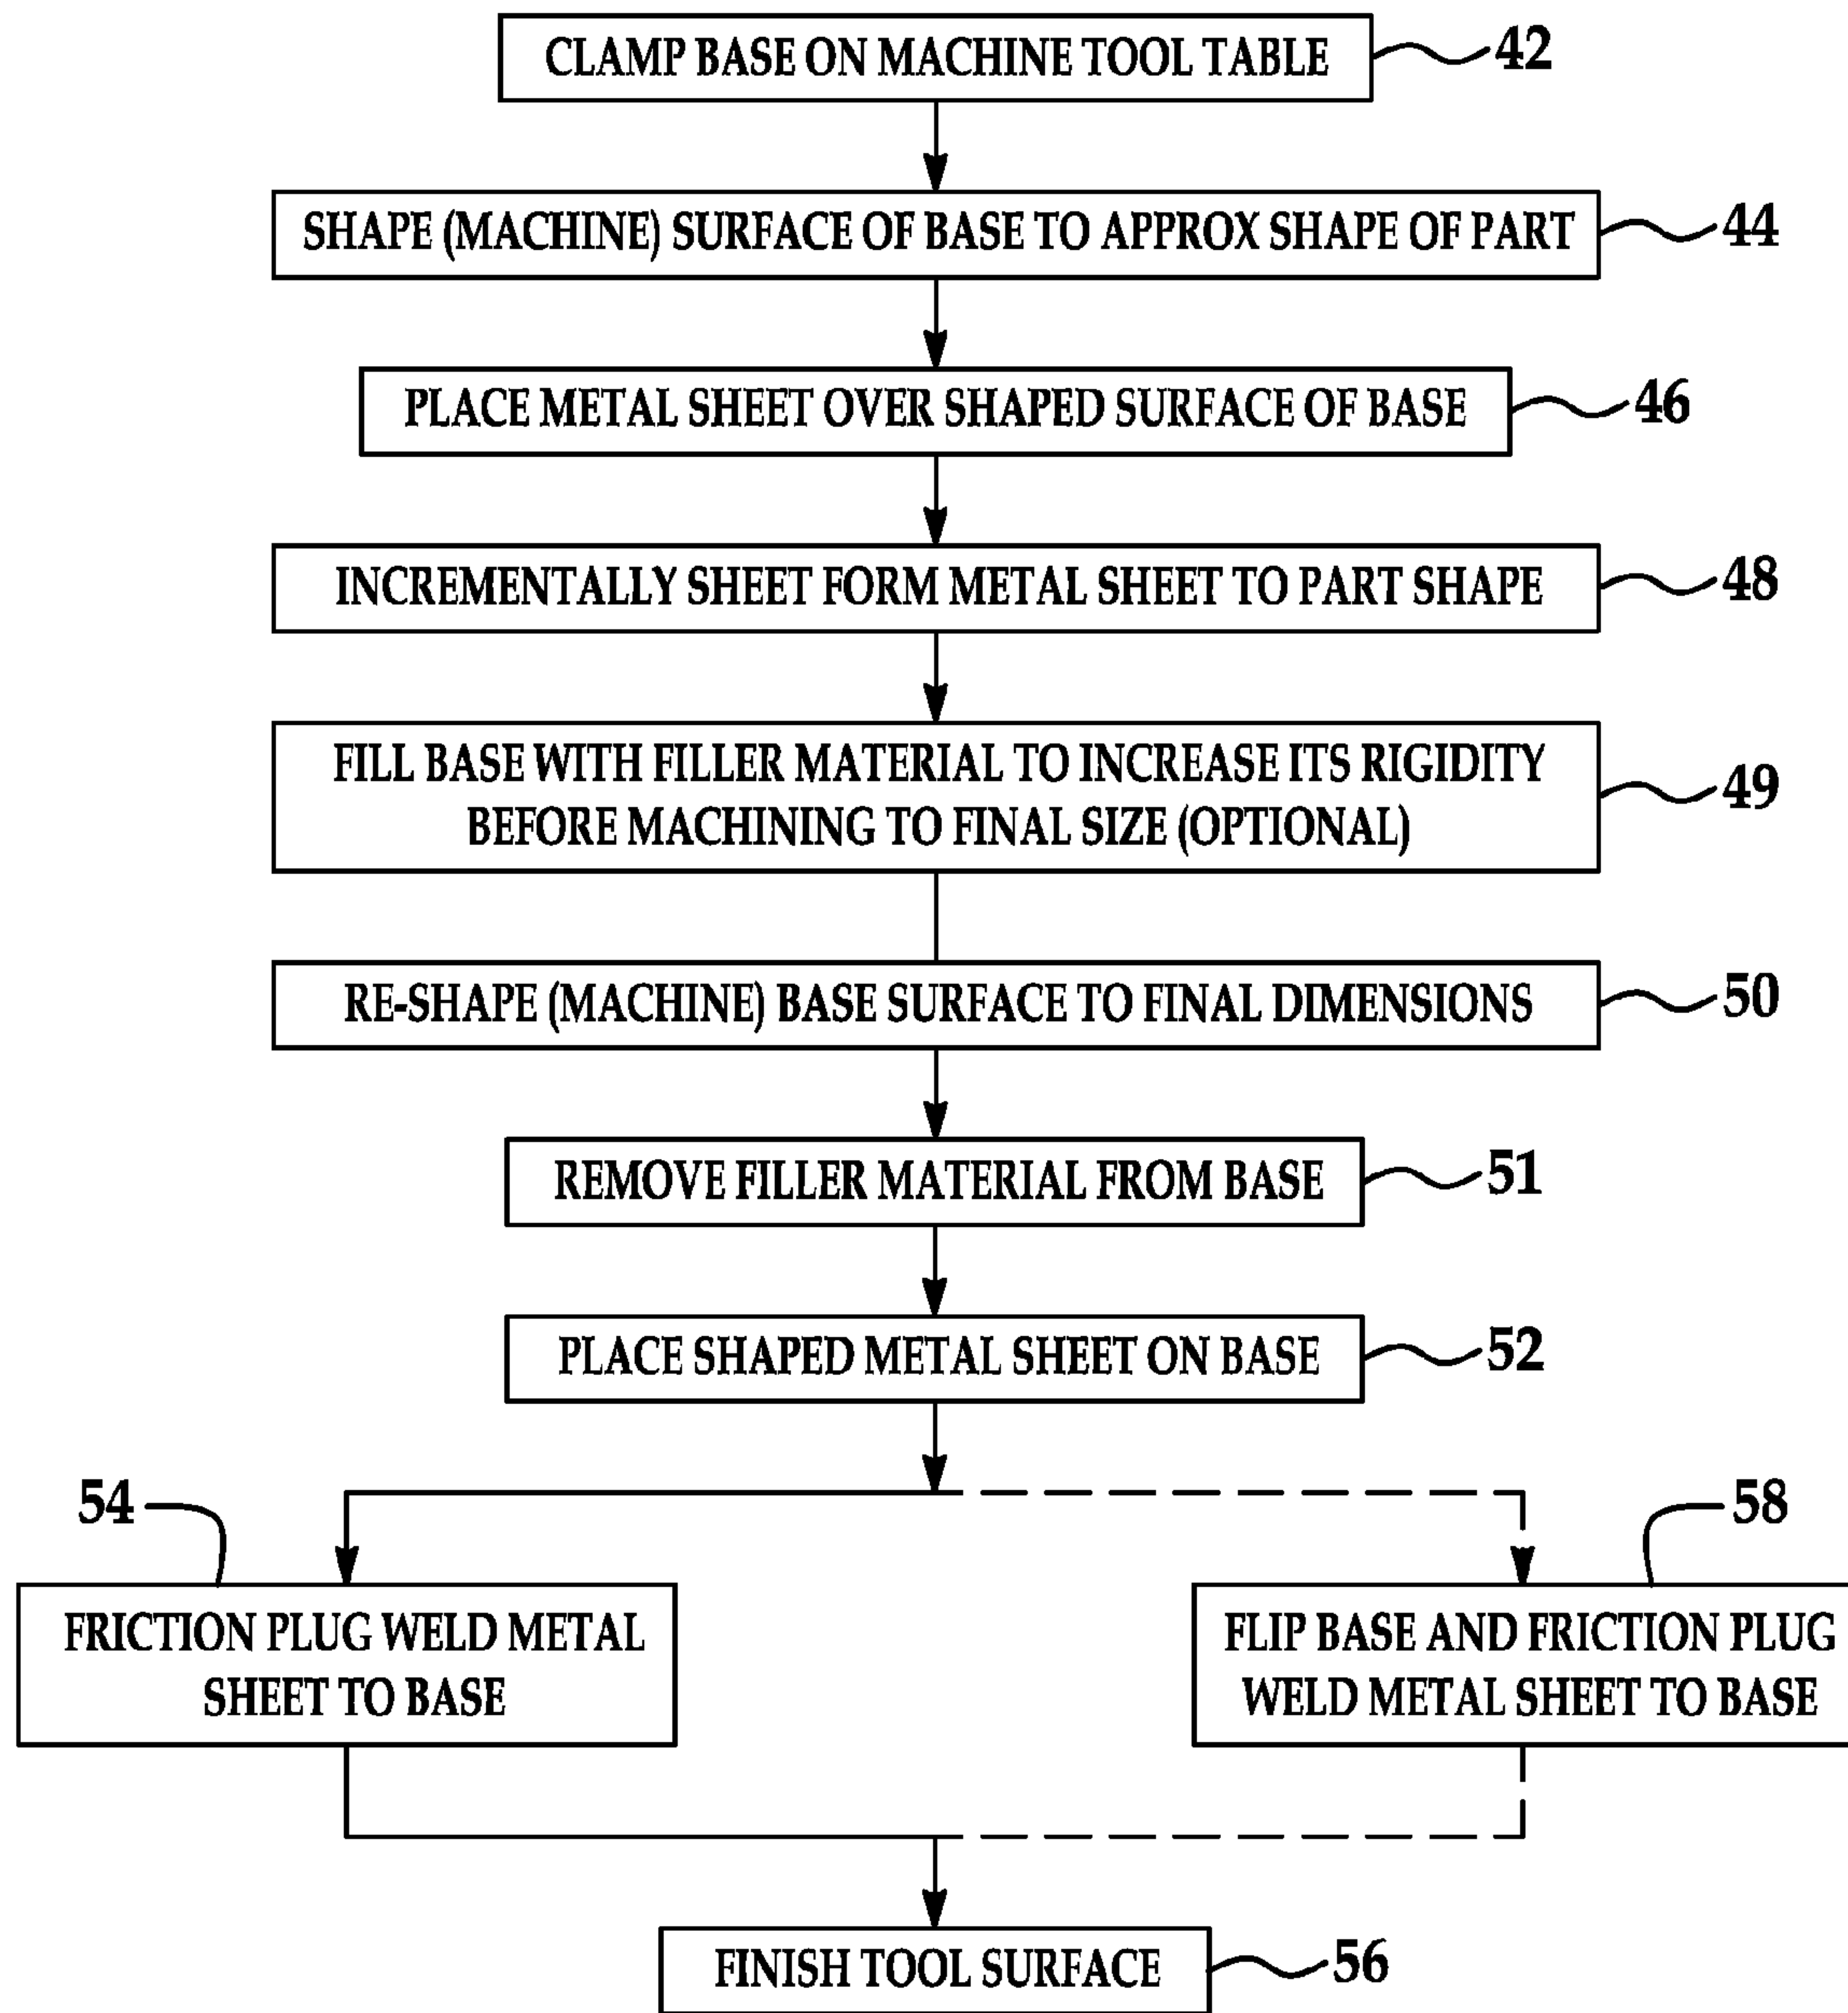 CLAMP BASE ON MACHINE TOOL TABLE
42
SHAPE (MACHINE) SURFACE OF BASE TO APPROX SHAPE OF PART
44
PLACE METAL SHEET OVER SHAPED SURFACE OF BASE
46
INCREMENTALLY SHEET FORM METAL SHEET TO PART SHAPE
48
FILL BASE WITH FILLER MATERIAL TO INCREASE ITS RIGIDITY
BEFORE MACHINING TO FINAL SIZE (OPTIONAL)
49
RE-SHAPE (MACHINE) BASE SURFACE TO FINAL DIMENSIONS
50
REMOVE FILLER MATERIAL FROM BASE
51
PLACE SHAPED METAL SHEET ON BASE
52
54
FRICTION PLUG WELD METAL
SHEET TO BASE
58
FLIP BASE AND FRICTION PLUG
WELD METAL SHEET TO BASE
FINISH TOOL SURFACE
56